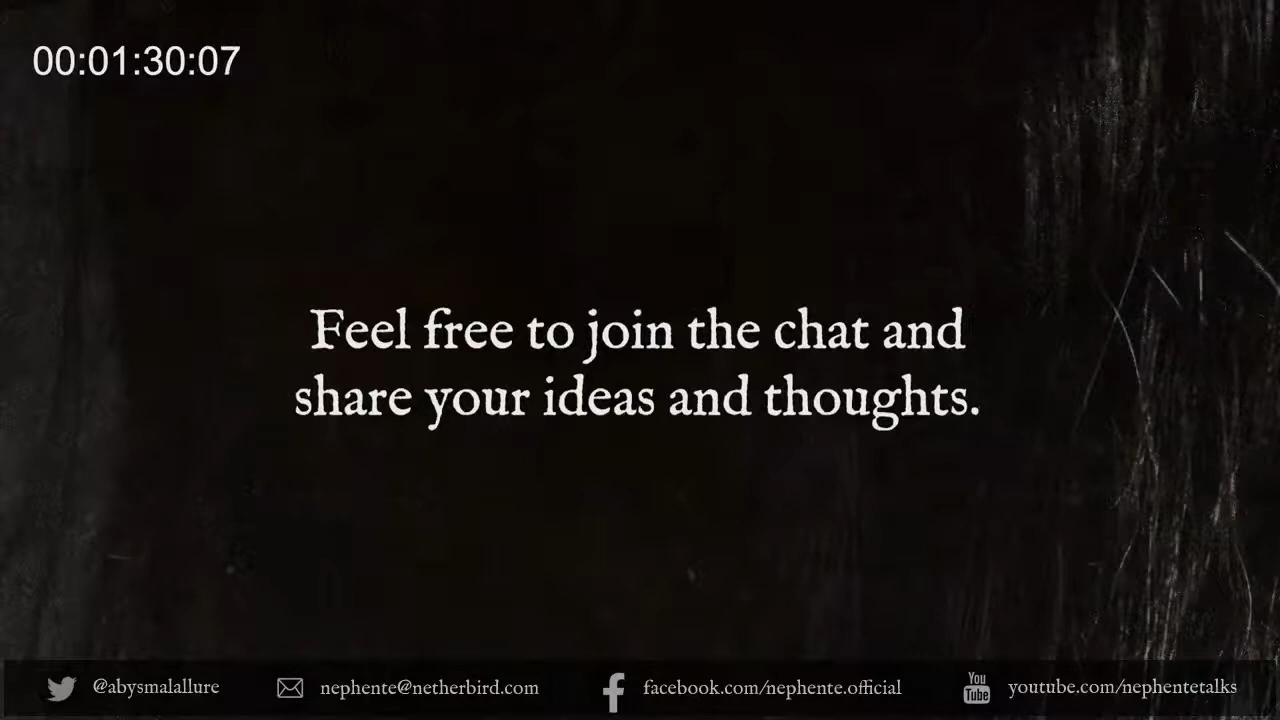 00:01:30:07
Feel free to join the chat and
share your ideas and thoughts.
@abysmalallure
nephente@netherbird.com
facebook.com/nephente.official
You
Tube
youtube.com/nephentetalks